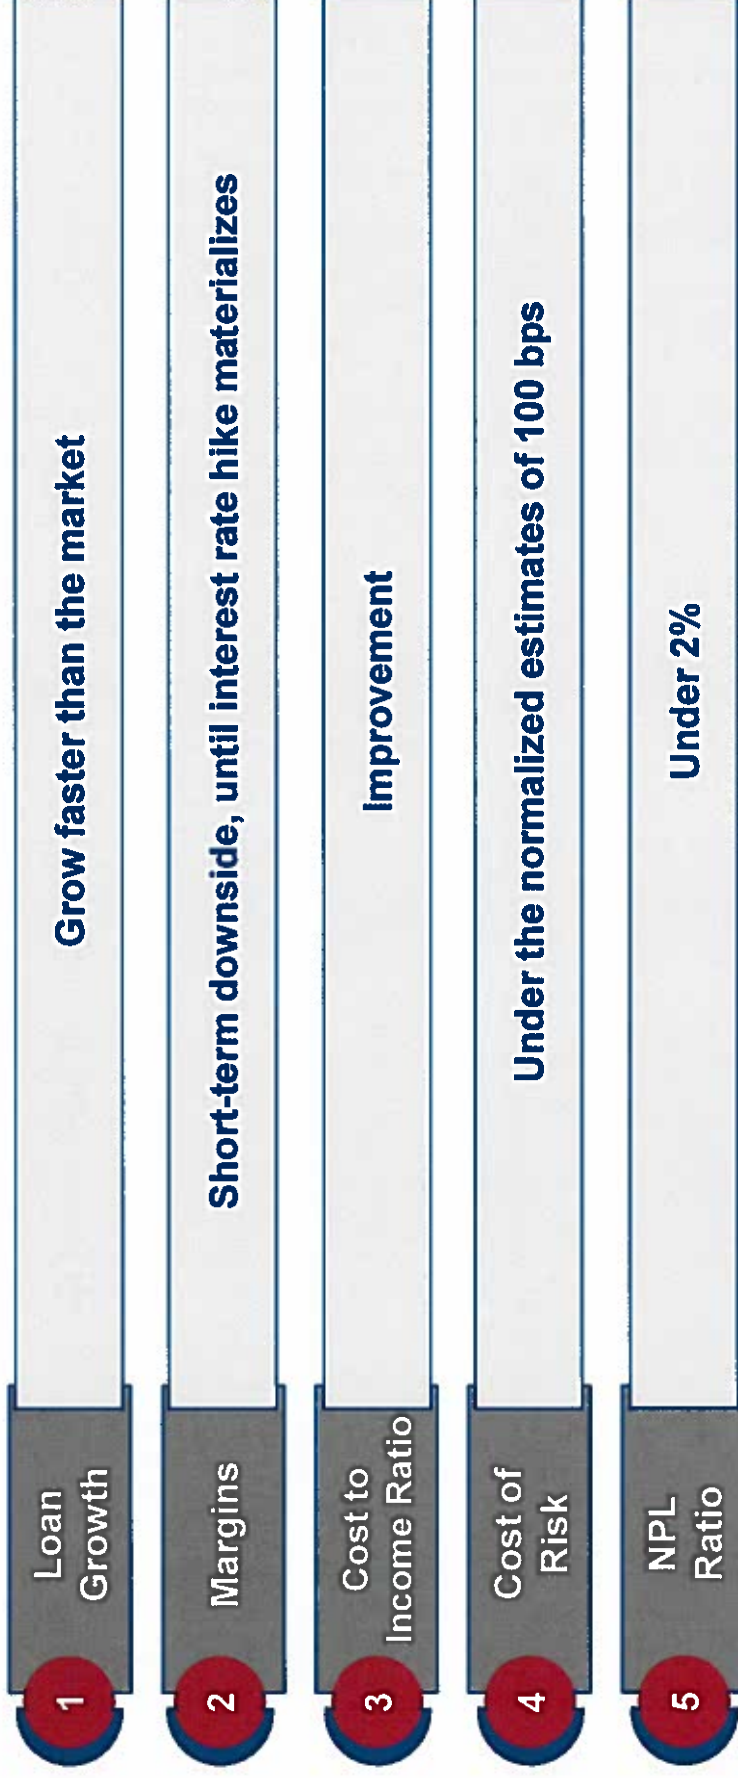 1
Loan
Growth
Grow faster than the market
2
Margins
Short-term downside, until interest rate hike materializes
3
Cost to
Income Ratio
Improvement
4
Cost of
Risk
Under the normalized estimates of 100 bps
5
NPL
Ratio
Under 2%